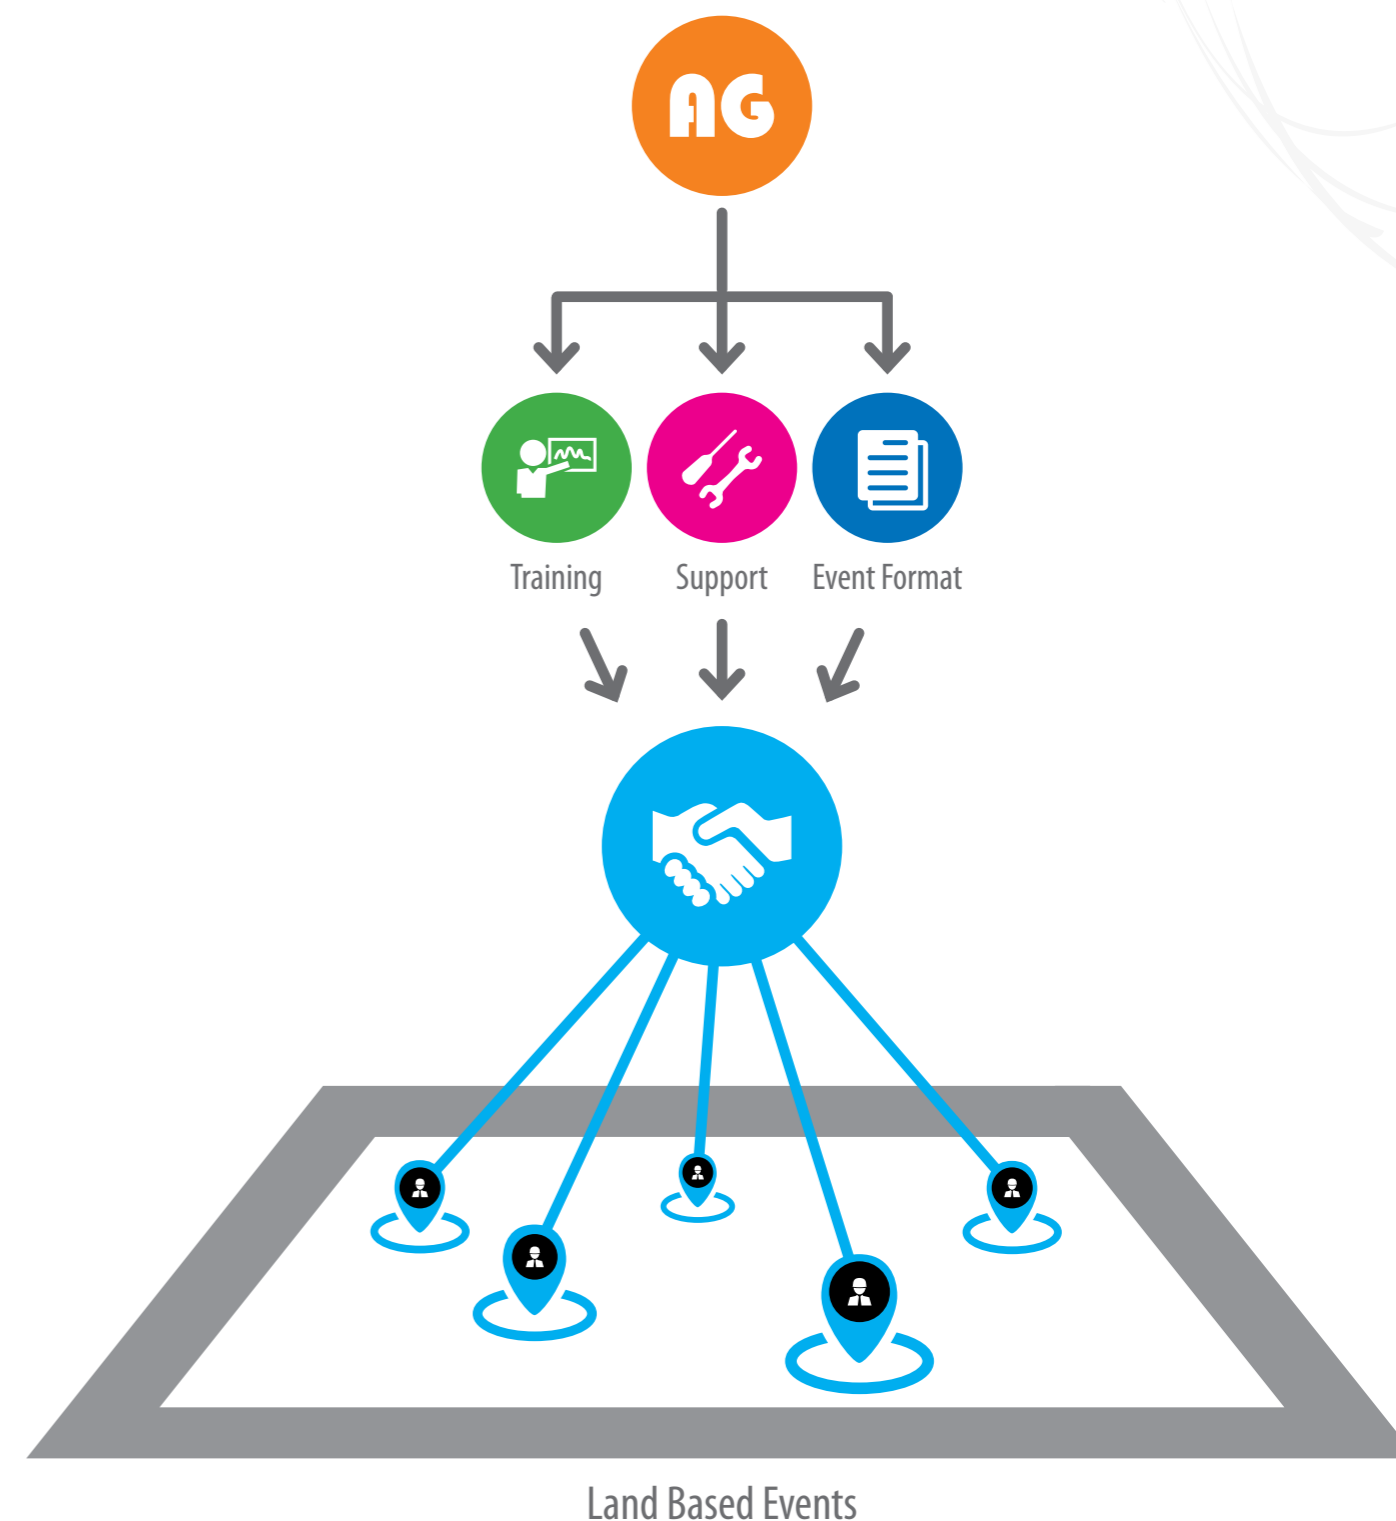 AG
Training
Support
Event Format
Land Based Events